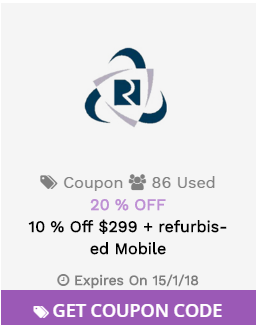 R
Coupon 86 Used
20 % OFF
10 % Off $299 + refurbis-
ed Mobile
Expires On 15/1/18
GET COUPON CODE